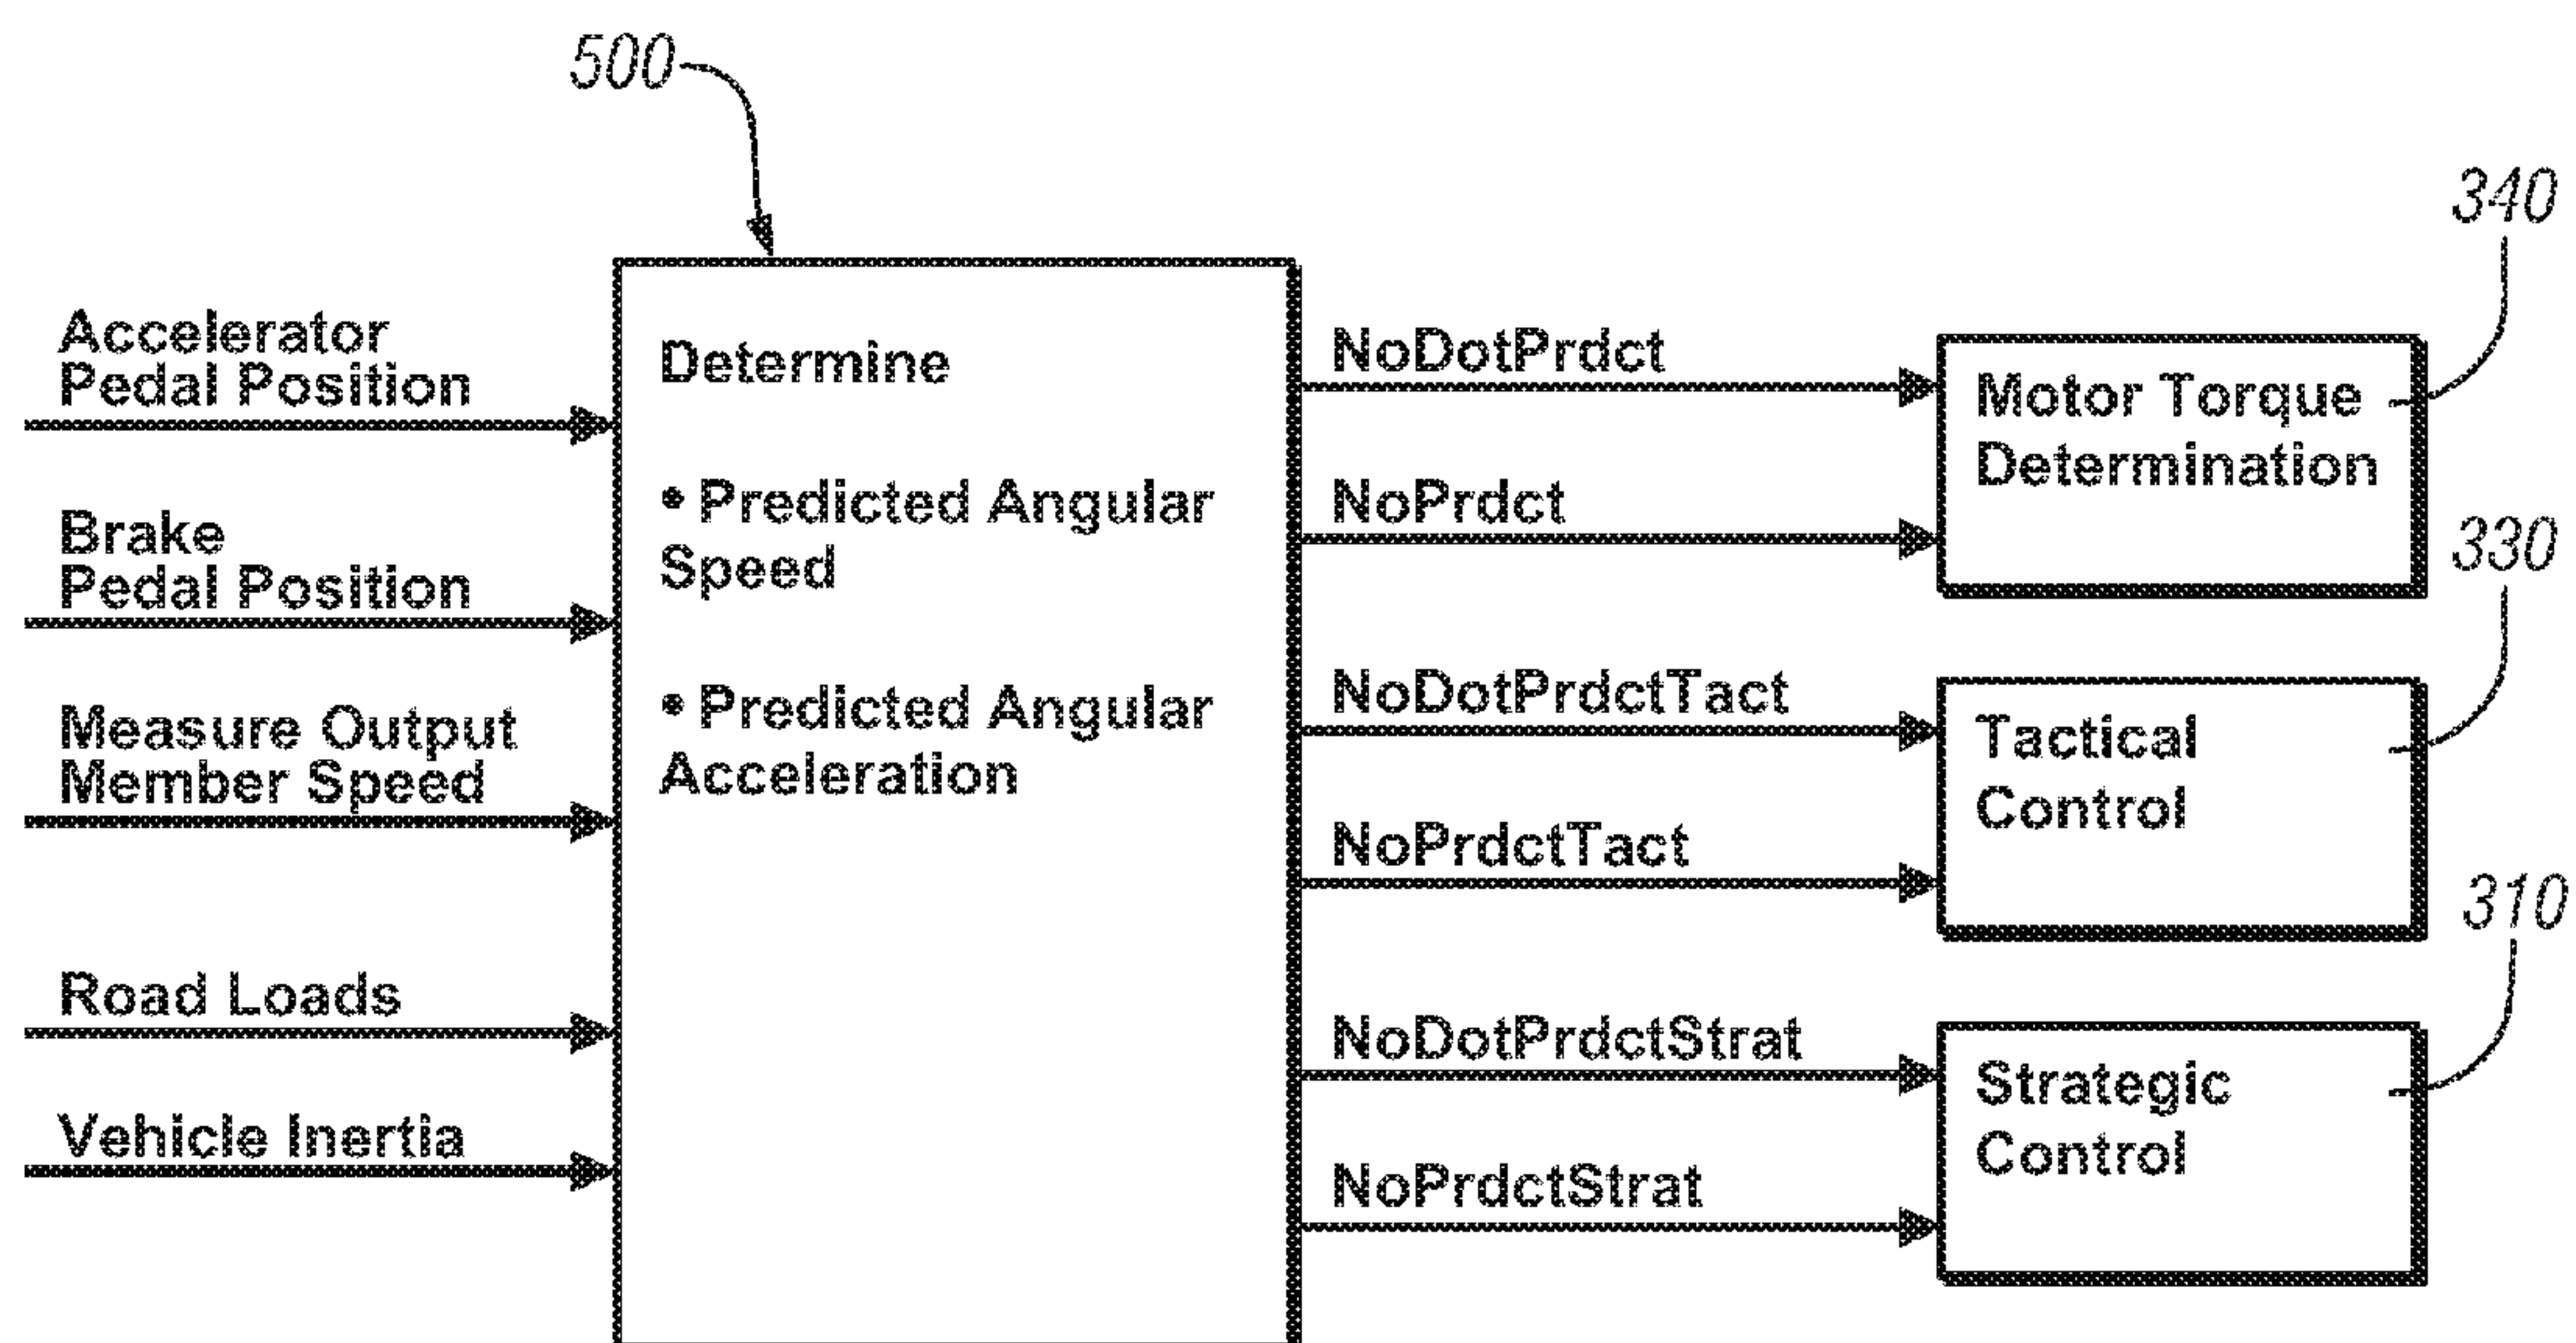 500
Accelerator
Pedal Position
Brake
Pedal Position
Measure Output
Member Speed
Road Loads
Vehicle Inertia
Determine
• Predicted Angular
Speed
• Predicted Angular
Acceleration
NoDotPrdct
NoPrdct
NoDotPrdctTact
NoPrdctTact
NoDotPrdctStrat
NoPrdctStrat
340
Motor Torque
Determination
330
Tactical
Control
310
Strategic
Control